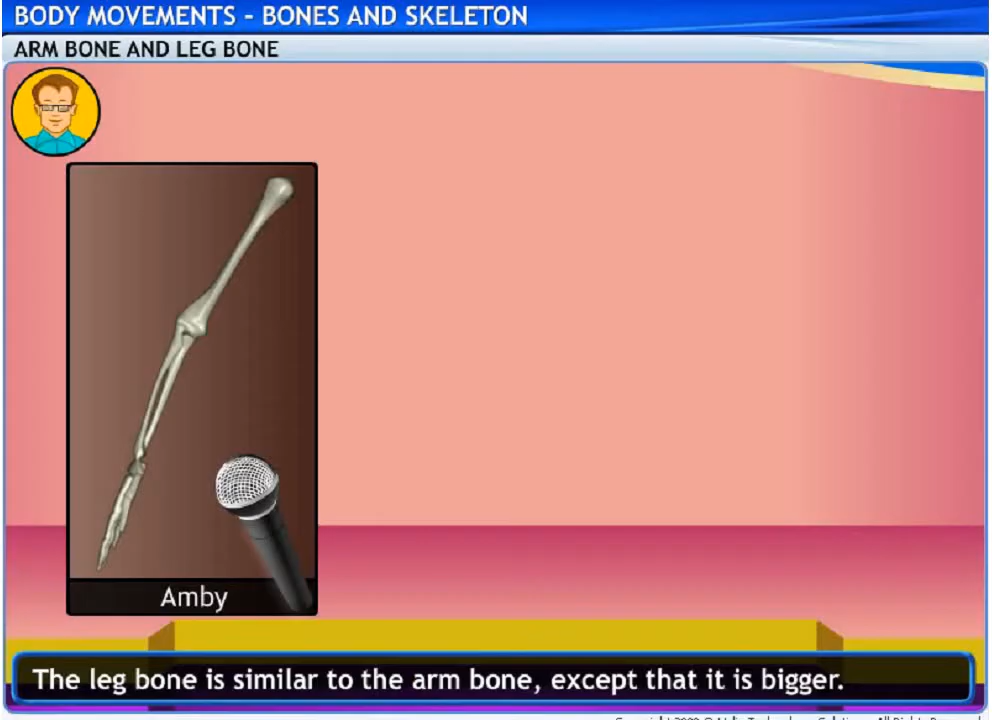 BODY MOVEMENTS - BONES AND SKELETON
ARM BONE AND LEG BONE
Amby
The leg bone is similar to the arm bone, except that it is bigger.